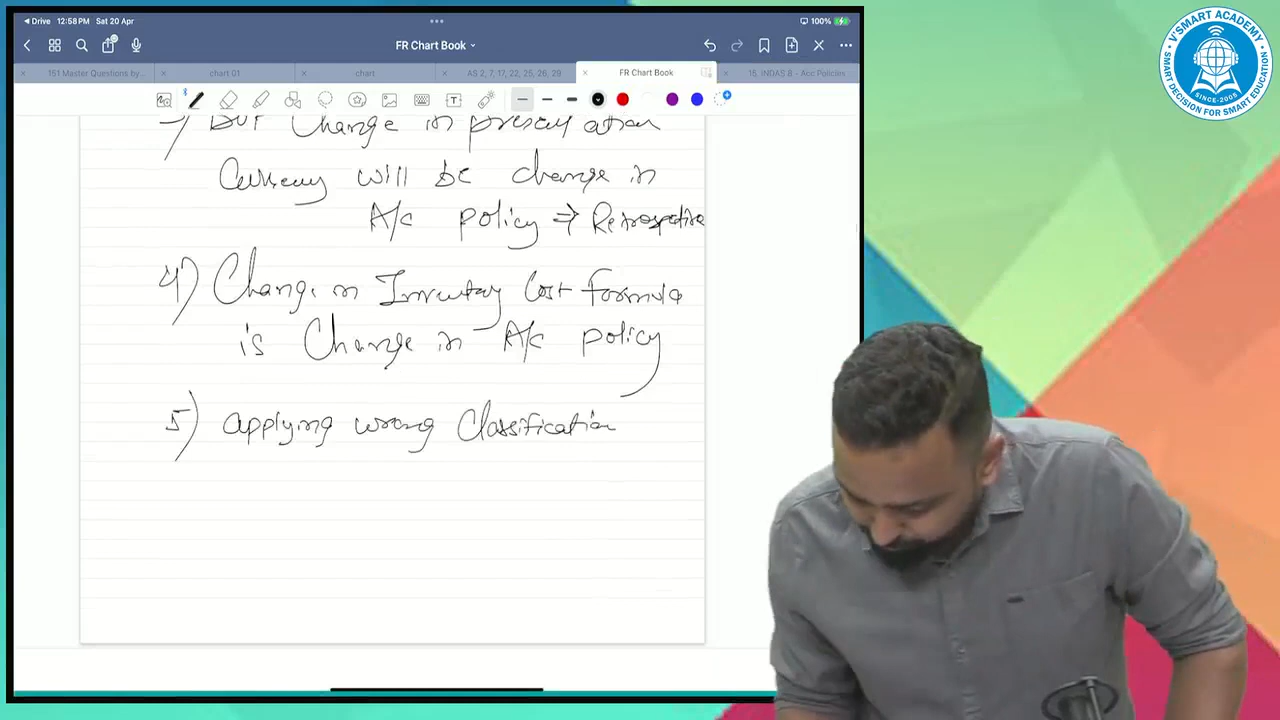 Drive 12:58 PM Sat 20 Apr
100%
FR Chart Book
151 Master Questions by...
chart 01
chart
AS 2, 7, 17, 22, 25, 26, 29
FR Chart Book
INDAS 8 - Acc Policies
But Change in presentation
Currency will be change in
A/c policy ⇒ Retrospective
4) Change in Inventory Cost Formula
is Change in A/c policy
5) applying wrong Classification
V'SMART ACADEMY
SMART DECISION FOR SMART EDUCATION
SINCE-2005